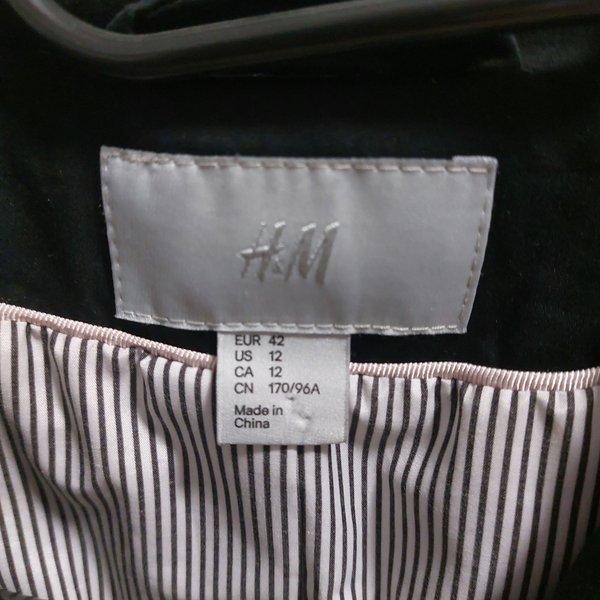 H&M
EUR 42
US 12
CA 12
CN 170/96A
Made in
China